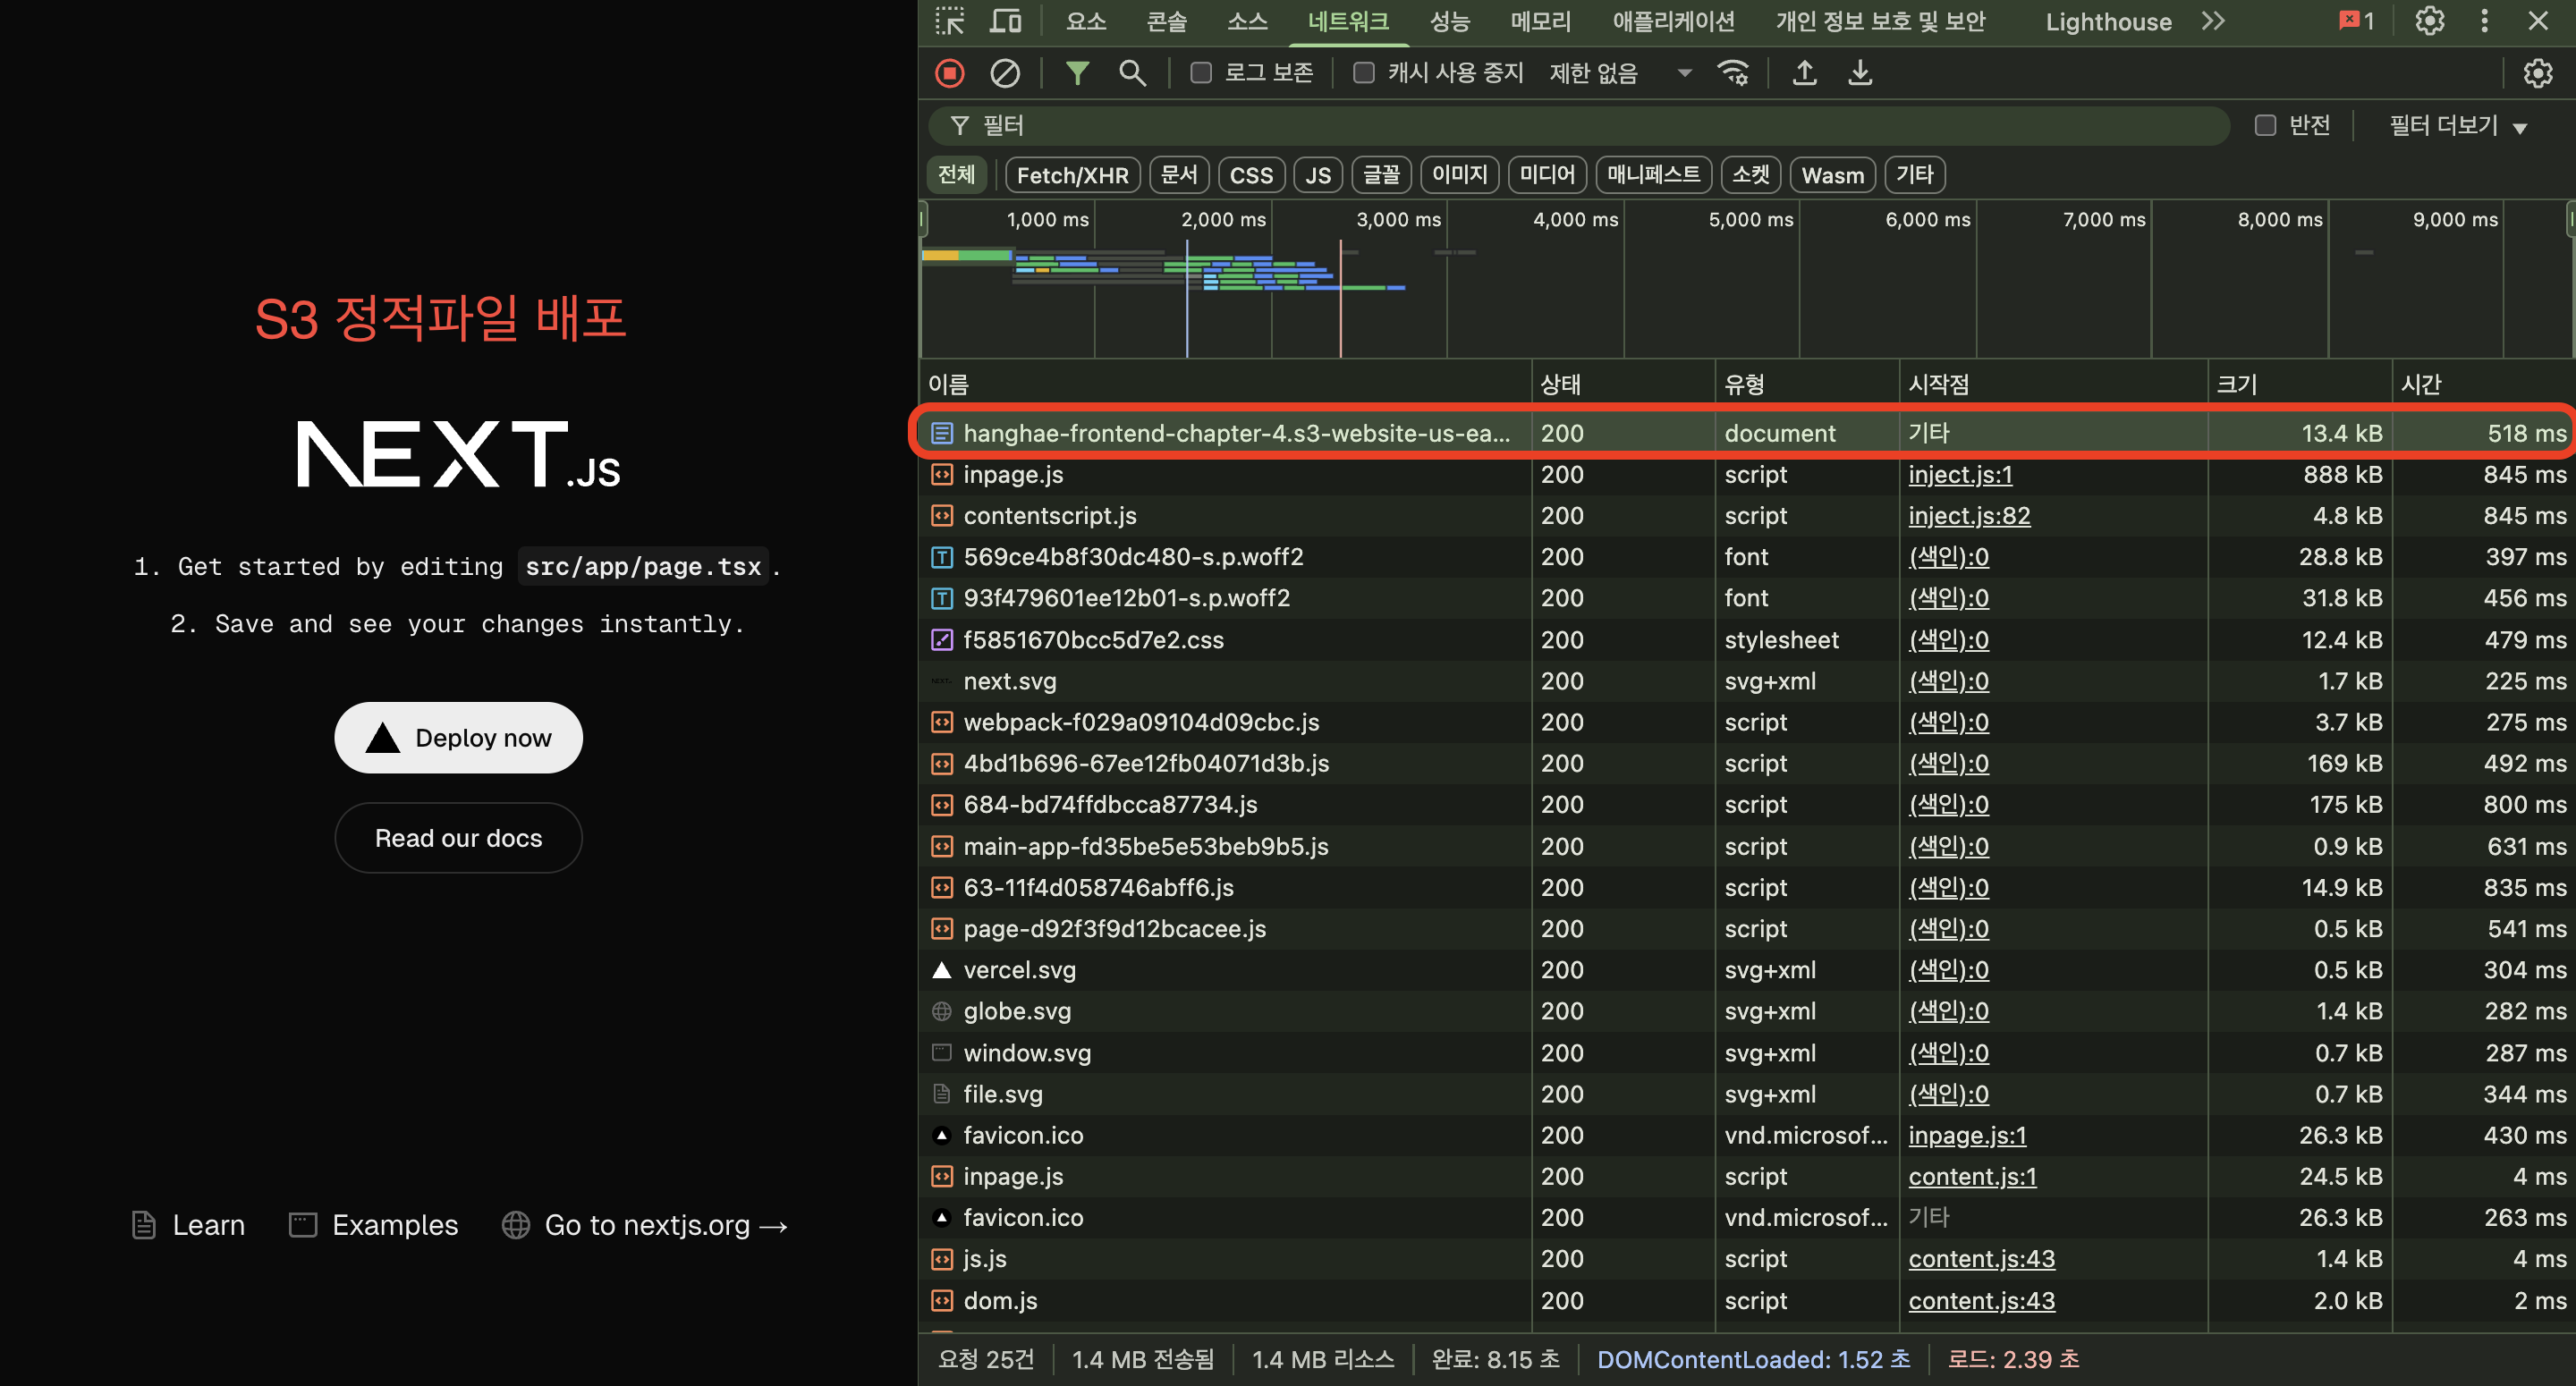 S3 정적파일 배포
NEXT.JS
1. Get started by editing src/app/page.tsx.
2. Save and see your changes instantly.
Deploy now
Read our docs
Learn
Examples
Go to nextjs.org →
요소 콘솔 소스 네트워크 성능 메모리 애플리케이션 개인 정보 보호 및 보안 Lighthouse 1
로그 보존 캐시 사용 중지 제한 없음
필터 반전 필터 더보기
전체 Fetch/XHR 문서 CSS JS 글꼴 이미지 미디어 매니페스트 소켓 Wasm 기타
1,000 ms 2,000 ms 3,000 ms 4,000 ms 5,000 ms 6,000 ms 7,000 ms 8,000 ms 9,000 ms
이름 상태 유형 시작점 크기 시간
hanghae-frontend-chapter-4.s3-website-us-ea... 200 document 기타 13.4 kB 518 ms
inpage.js 200 script inject.js:1 888 kB 845 ms
contentscript.js 200 script inject.js:82 4.8 kB 845 ms
569ce4b8f30dc480-s.p.woff2 200 font (색인):0 28.8 kB 397 ms
93f479601ee12b01-s.p.woff2 200 font (색인):0 31.8 kB 456 ms
f5851670bcc5d7e2.css 200 stylesheet (색인):0 12.4 kB 479 ms
next.svg 200 svg+xml (색인):0 1.7 kB 225 ms
webpack-f029a09104d09cbc.js 200 script (색인):0 3.7 kB 275 ms
4bd1b696-67ee12fb04071d3b.js 200 script (색인):0 169 kB 492 ms
684-bd74ffdbcca87734.js 200 script (색인):0 175 kB 800 ms
main-app-fd35be5e53beb9b5.js 200 script (색인):0 0.9 kB 631 ms
63-11f4d058746abff6.js 200 script (색인):0 14.9 kB 835 ms
page-d92f3f9d12bcacee.js 200 script (색인):0 0.5 kB 541 ms
vercel.svg 200 svg+xml (색인):0 0.5 kB 304 ms
globe.svg 200 svg+xml (색인):0 1.4 kB 282 ms
window.svg 200 svg+xml (색인):0 0.7 kB 287 ms
file.svg 200 svg+xml (색인):0 0.7 kB 344 ms
favicon.ico 200 vnd.microsof... inpage.js:1 26.3 kB 430 ms
inpage.js 200 script content.js:1 24.5 kB 4 ms
favicon.ico 200 vnd.microsof... 기타 26.3 kB 263 ms
js.js 200 script content.js:43 1.4 kB 4 ms
dom.js 200 script content.js:43 2.0 kB 2 ms
요청 25건 1.4 MB 전송됨 1.4 MB 리소스 완료: 8.15 초 DOMContentLoaded: 1.52 초 로드: 2.39 초